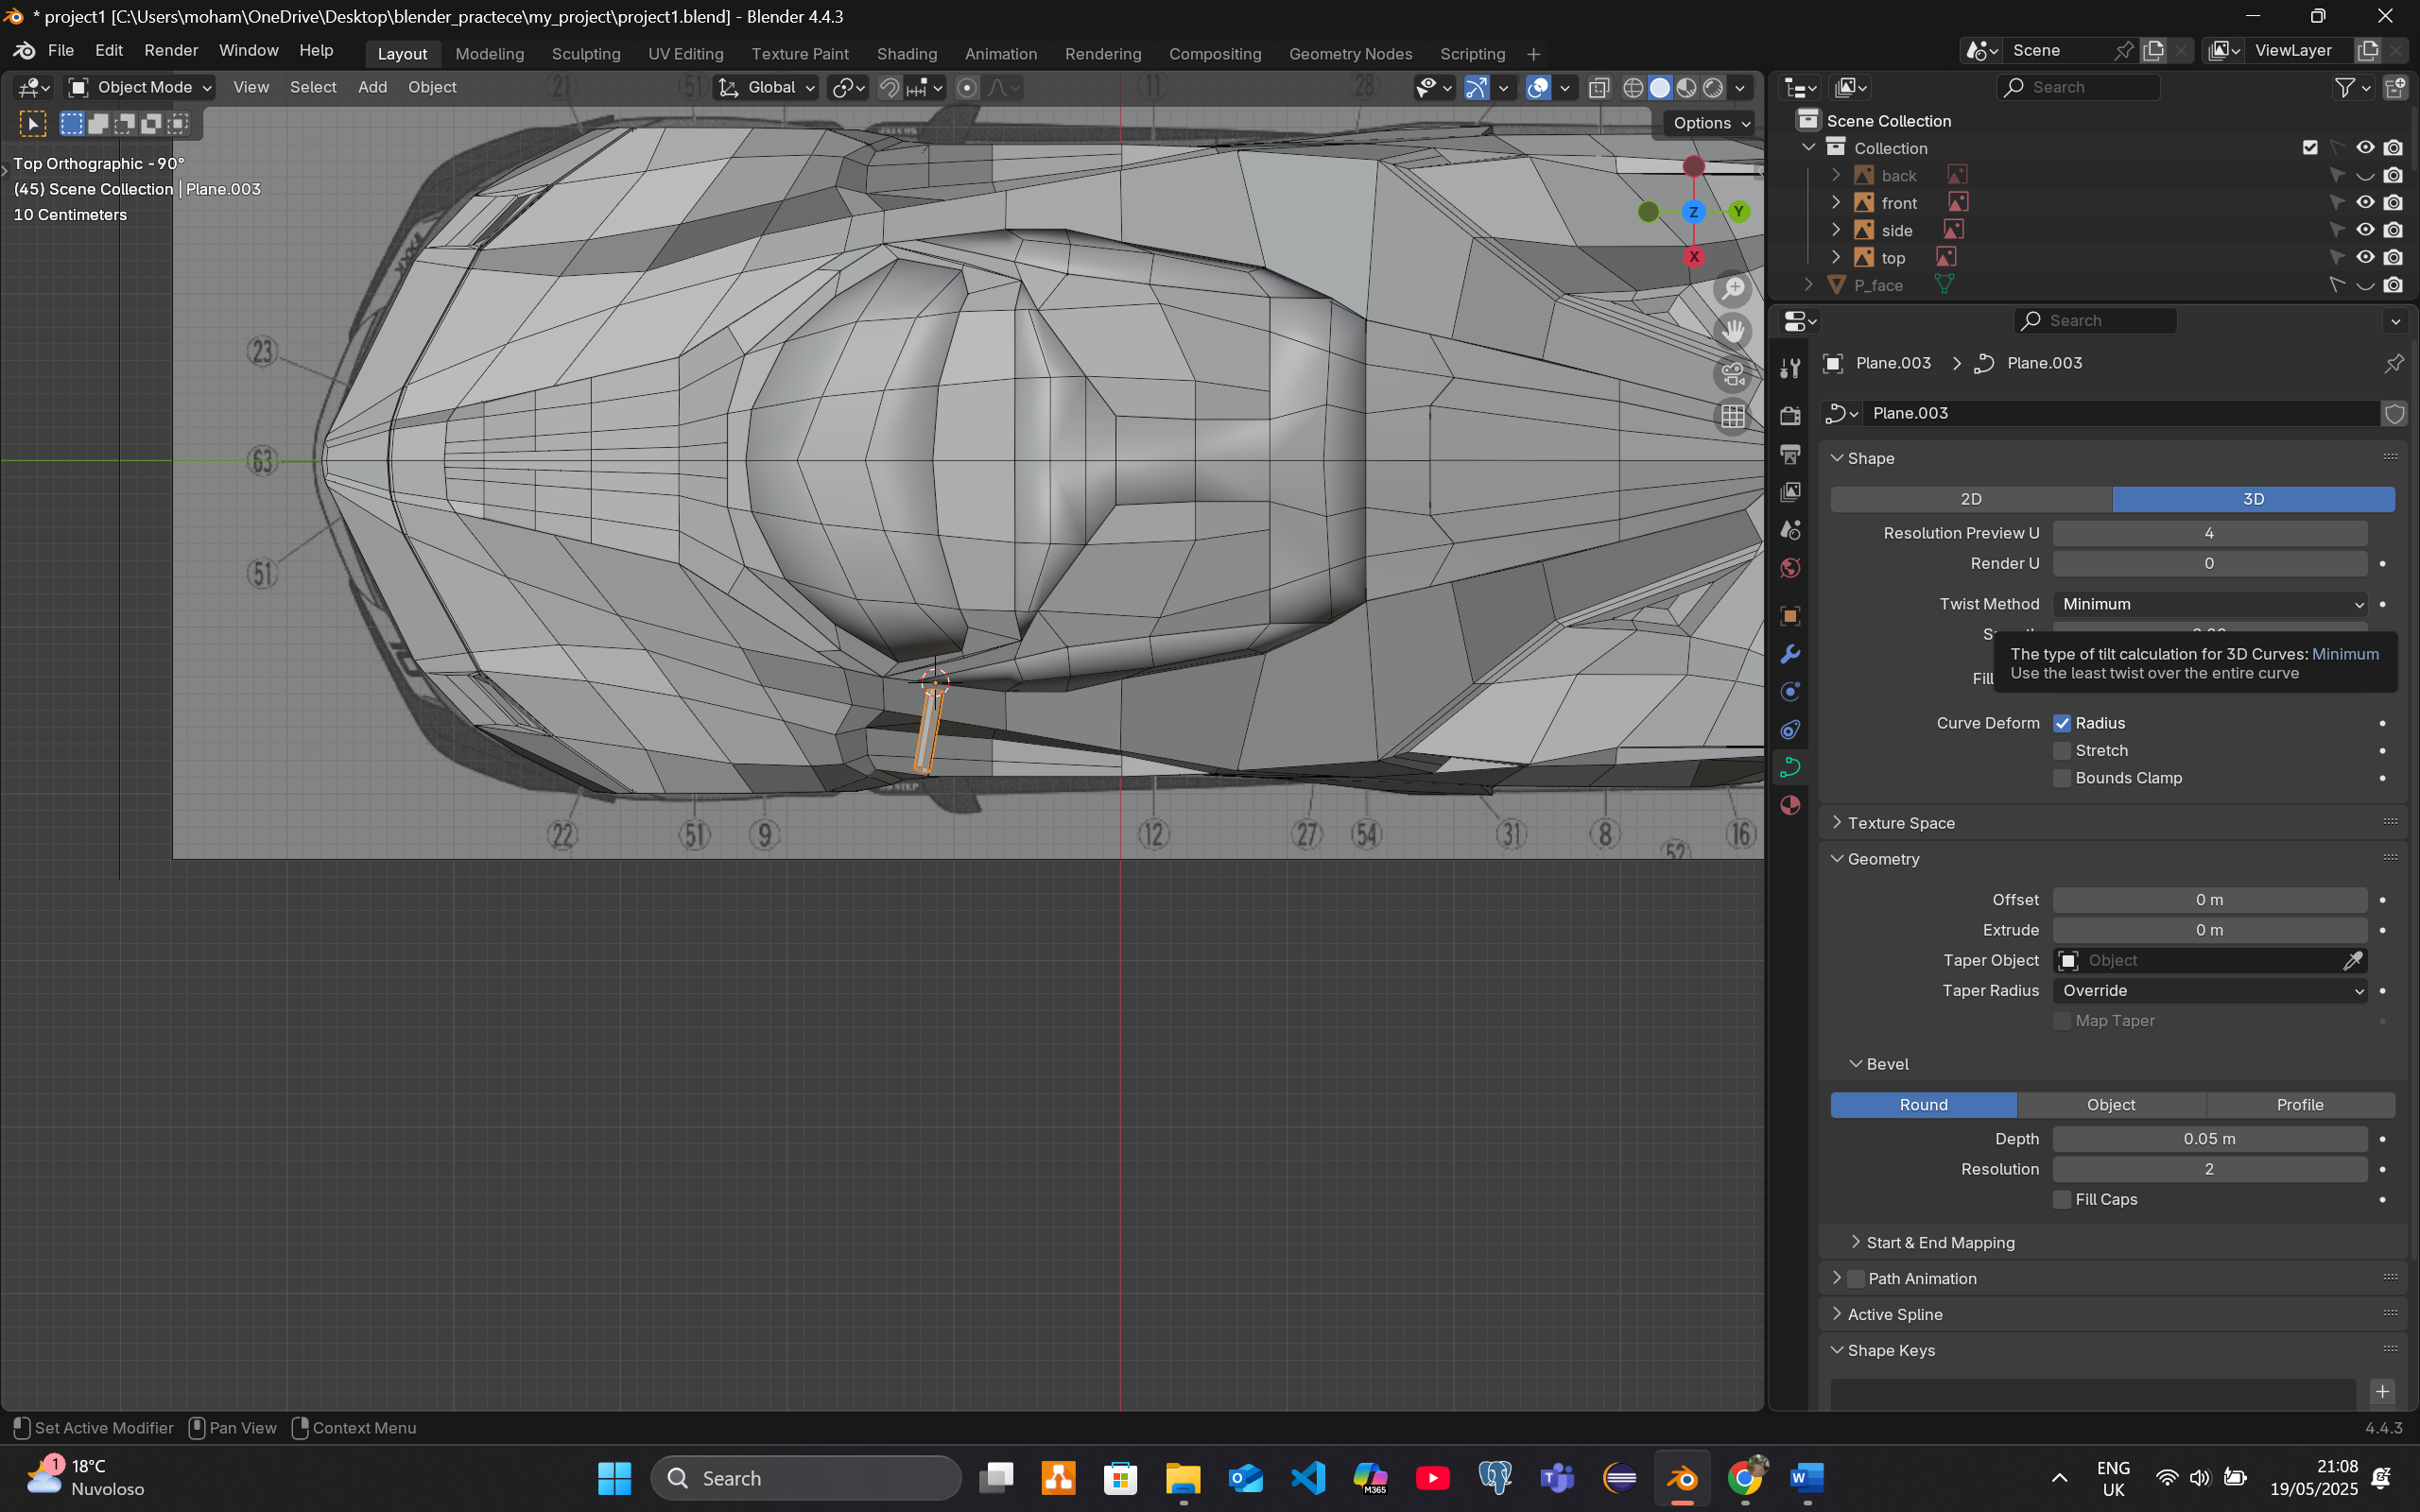 * project1 [C:\Users\moham\OneDrive\Desktop\blender_practece\my_project\project1.blend] - Blender 4.4.3
File Edit Render Window Help Layout Modeling Sculpting UV Editing Texture Paint Shading Animation Rendering Compositing Geometry Nodes Scripting + Scene ViewLayer
Object Mode View Select Add Object Global
Options
Top Orthographic -90°
(45) Scene Collection | Plane.003
10 Centimeters
21 51 11 28
23
63
51
22 51 9 12 27 54 31 8 52 16
Z Y X
Search
Scene Collection
Collection
back
front
side
top
P_face
Search
Plane.003 > Plane.003
Plane.003
Shape
2D 3D
Resolution Preview U 4
Render U 0
Twist Method Minimum
The type of tilt calculation for 3D Curves: Minimum
Use the least twist over the entire curve
Fill
Curve Deform Radius
Stretch
Bounds Clamp
Texture Space
Geometry
Offset 0 m
Extrude 0 m
Taper Object Object
Taper Radius Override
Map Taper
Bevel
Round Object Profile
Depth 0.05 m
Resolution 2
Fill Caps
Start & End Mapping
Path Animation
Active Spline
Shape Keys
Set Active Modifier Pan View Context Menu 4.4.3
1 18°C
Nuvoloso
Search
M365
ENG
UK
21:08
19/05/2025